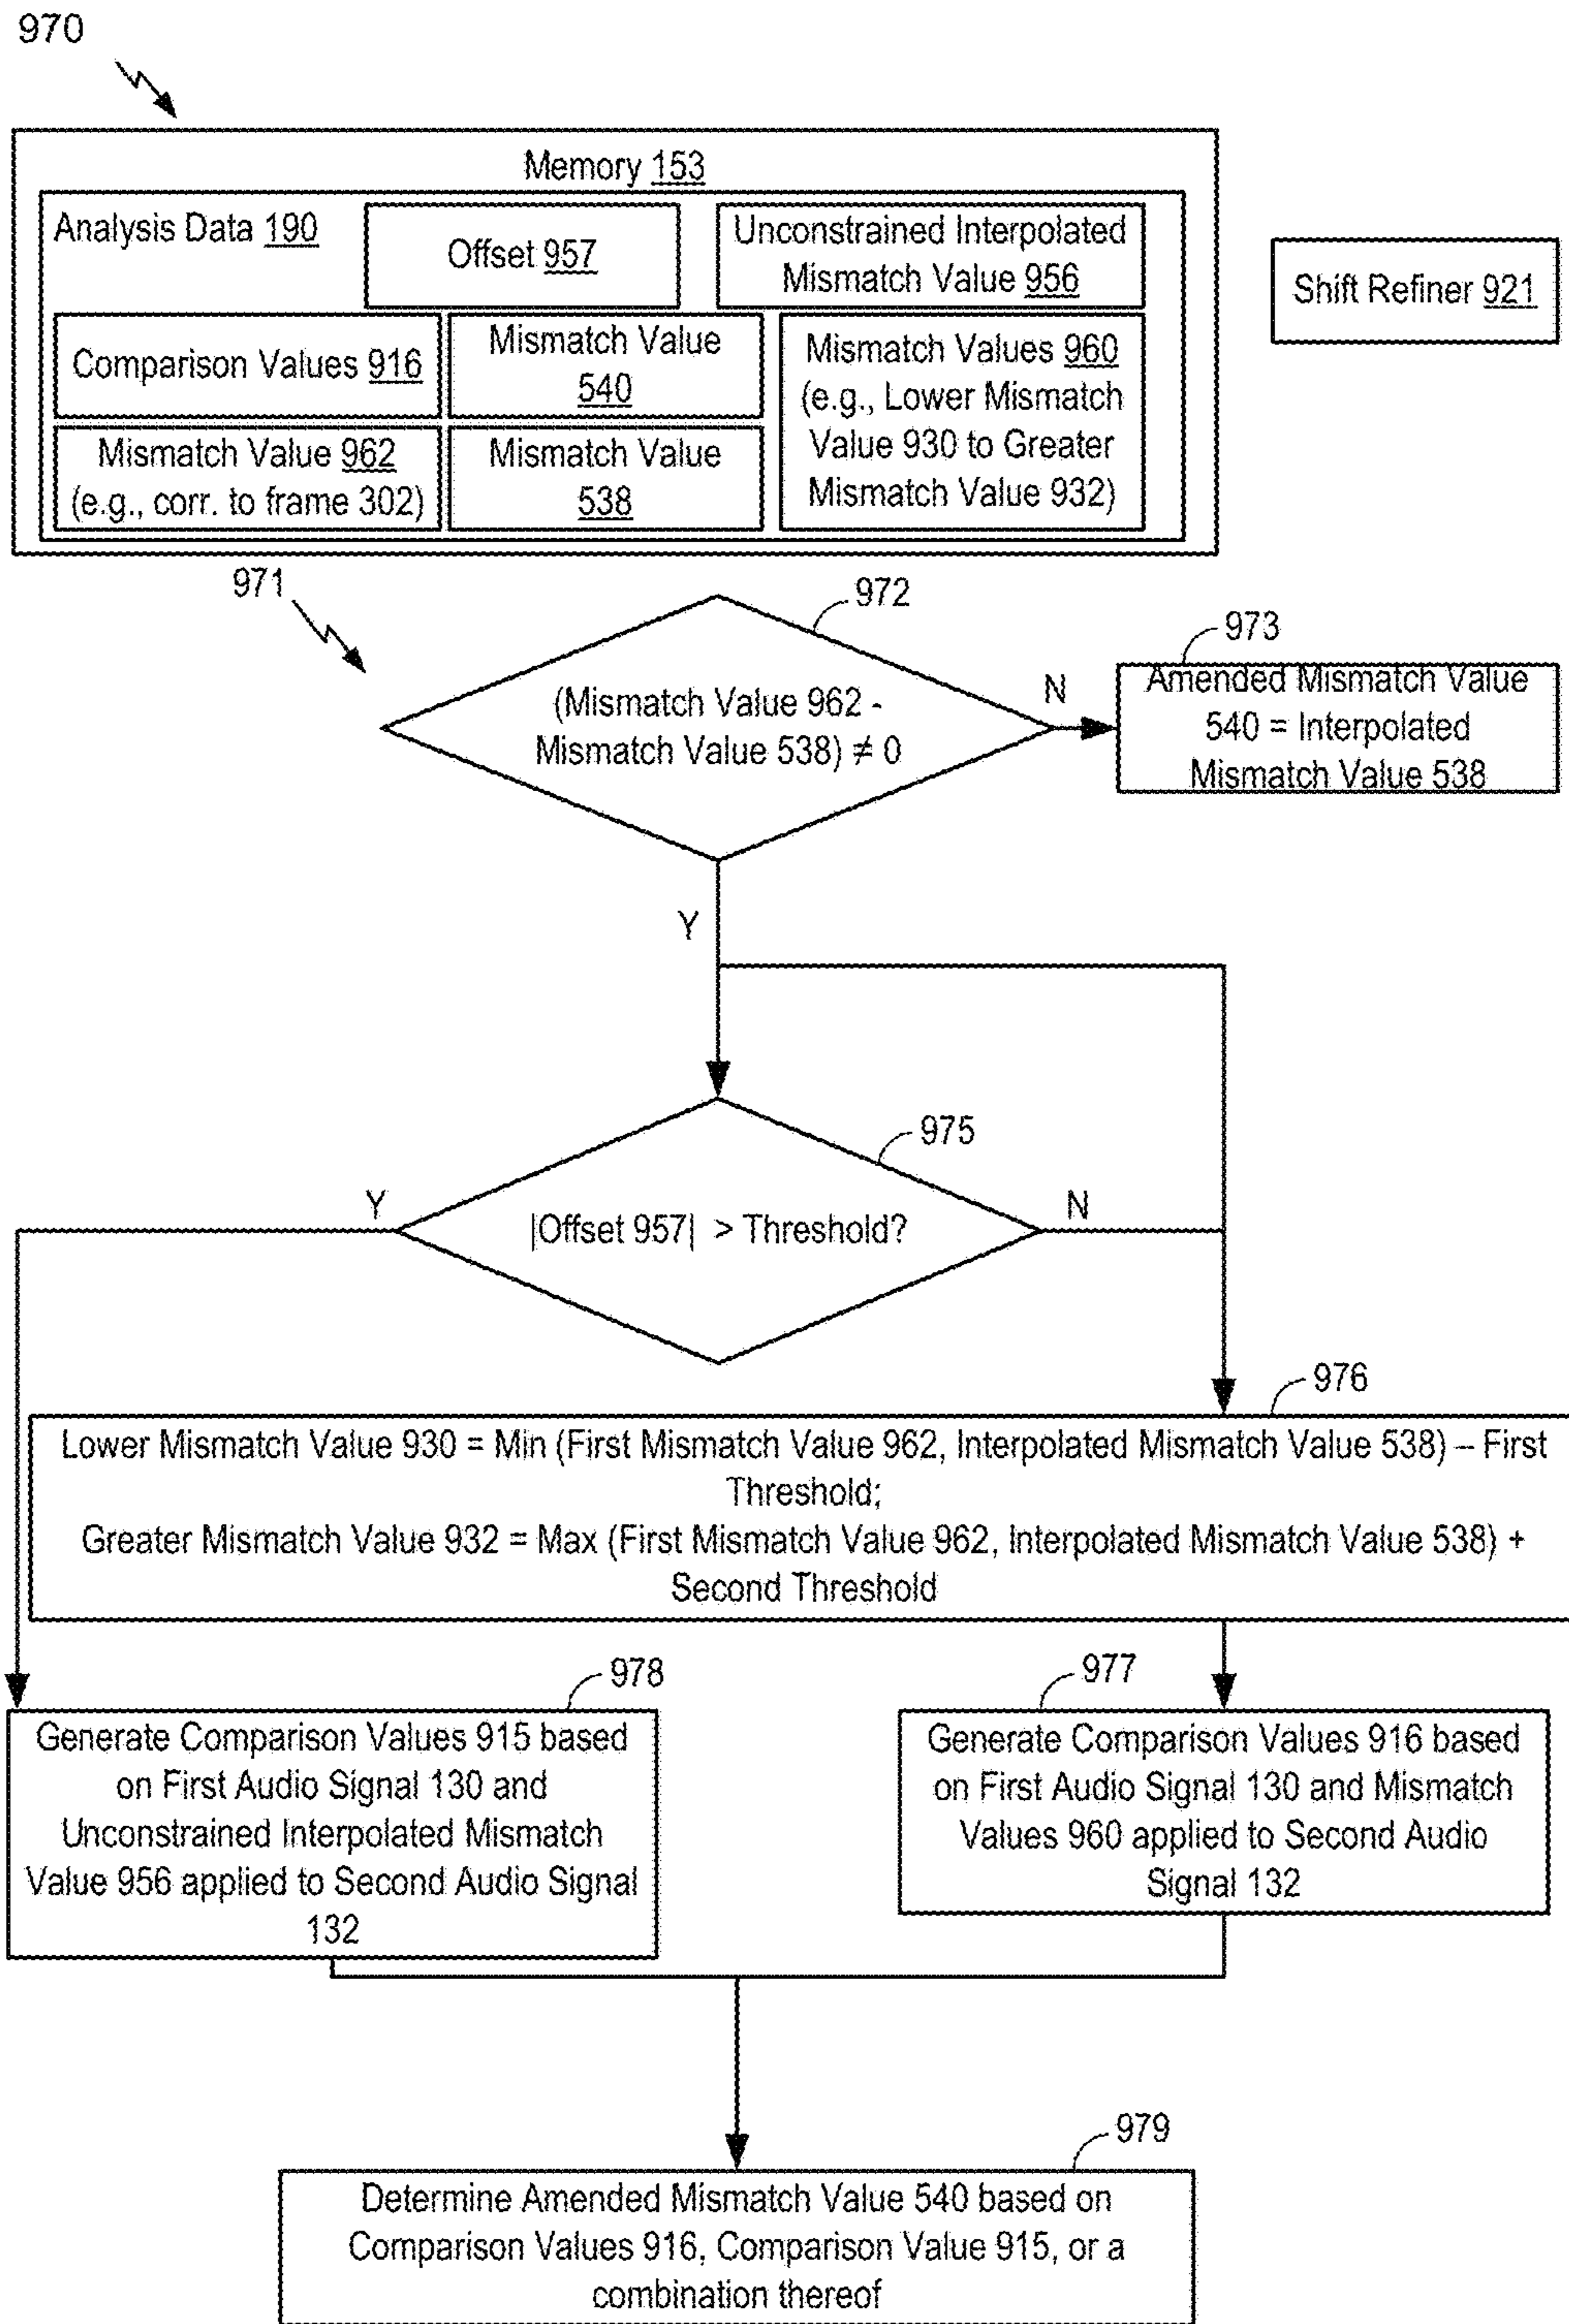 970
Memory 153
Analysis Data 190
Offset 957
Unconstrained Interpolated
Mismatch Value 956
Shift Refiner 921
Comparison Values 916
Mismatch Value
540
Mismatch Values 960
(e.g., Lower Mismatch
Value 930 to Greater
Mismatch Value 932)
Mismatch Value 962
(e.g., corr. to frame 302)
Mismatch Value
538
971
972
(Mismatch Value 962 -
Mismatch Value 538) ≠ 0
N
973
Amended Mismatch Value
540 = Interpolated
Mismatch Value 538
Y
975
|Offset 957| > Threshold?
Y
N
976
Lower Mismatch Value 930 = Min (First Mismatch Value 962, Interpolated Mismatch Value 538) – First
Threshold;
Greater Mismatch Value 932 = Max (First Mismatch Value 962, Interpolated Mismatch Value 538) +
Second Threshold
978
Generate Comparison Values 915 based
on First Audio Signal 130 and
Unconstrained Interpolated Mismatch
Value 956 applied to Second Audio Signal
132
977
Generate Comparison Values 916 based
on First Audio Signal 130 and Mismatch
Values 960 applied to Second Audio
Signal 132
979
Determine Amended Mismatch Value 540 based on
Comparison Values 916, Comparison Value 915, or a
combination thereof